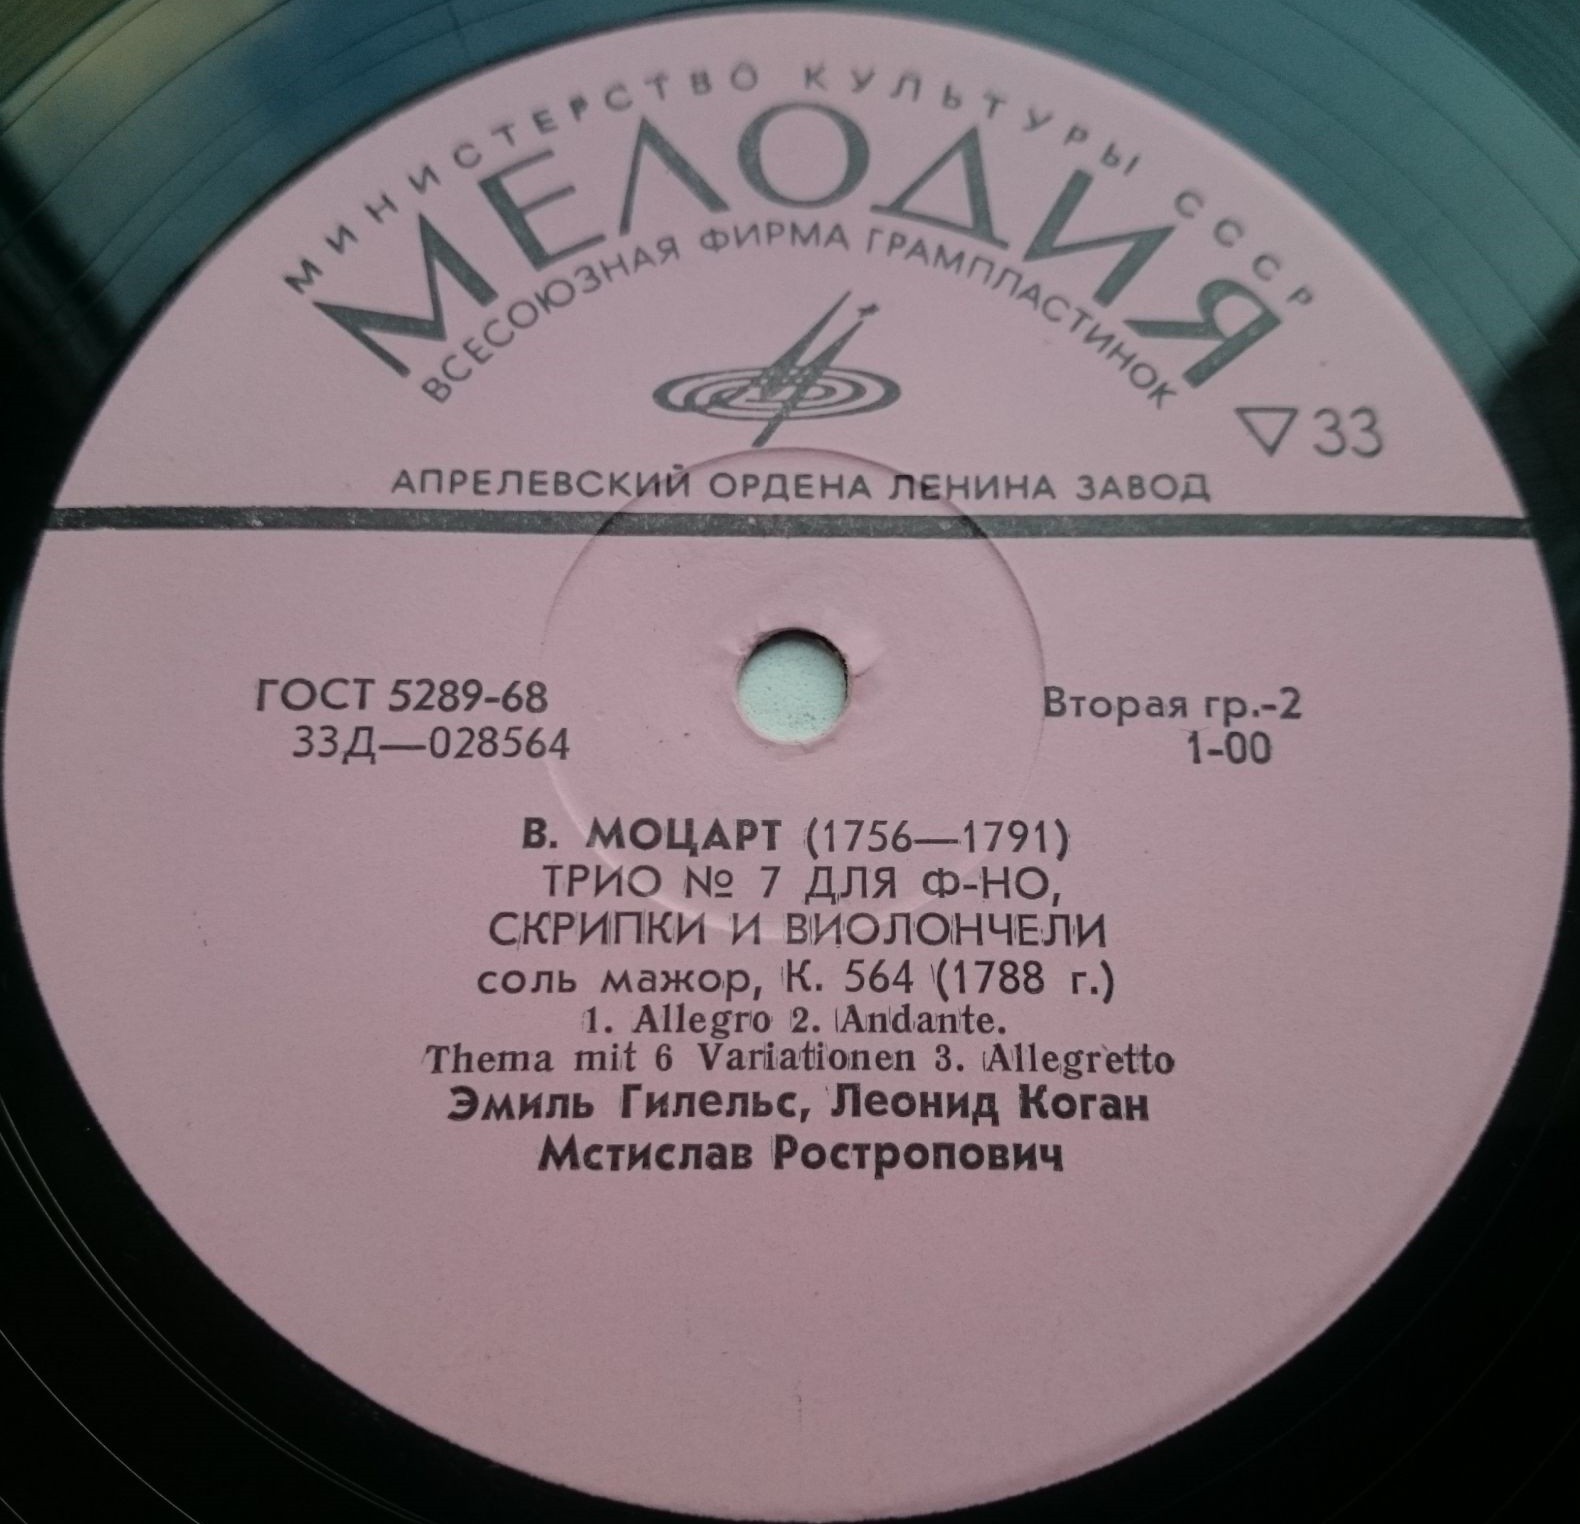 МИНИСТЕРСТВО КУЛЬТУРЫ СССР
МЕЛОДИЯ
ВСЕСОЮЗНАЯ ФИРМА ГРАМПЛАСТИНОК
33
АПРЕЛЕВСКИЙ ОРДЕНА ЛЕНИНА ЗАВОД
ГОСТ 5289-68
Вторая гр.-2
33Д—028564
1-00
В. МОЦАРТ (1756—1791)
ТРИО № 7 ДЛЯ Ф-НО,
СКРИПКИ И ВИОЛОНЧЕЛИ
соль мажор, К. 564 (1788 г.)
1. Allegro 2. Andante.
Thema mit 6 Variationen 3. Allegretto
Эмиль Гилельс, Леонид Коган
Мстислав Ростропович